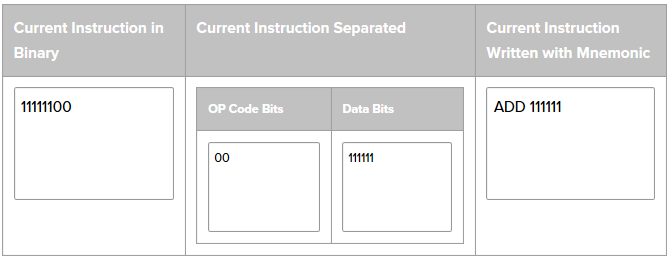 Current Instruction in
Binary
Current Instruction Separated
Current Instruction
Written with Mnemonic
11111100
OP Code Bits
Data Bits
00
111111
ADD 111111